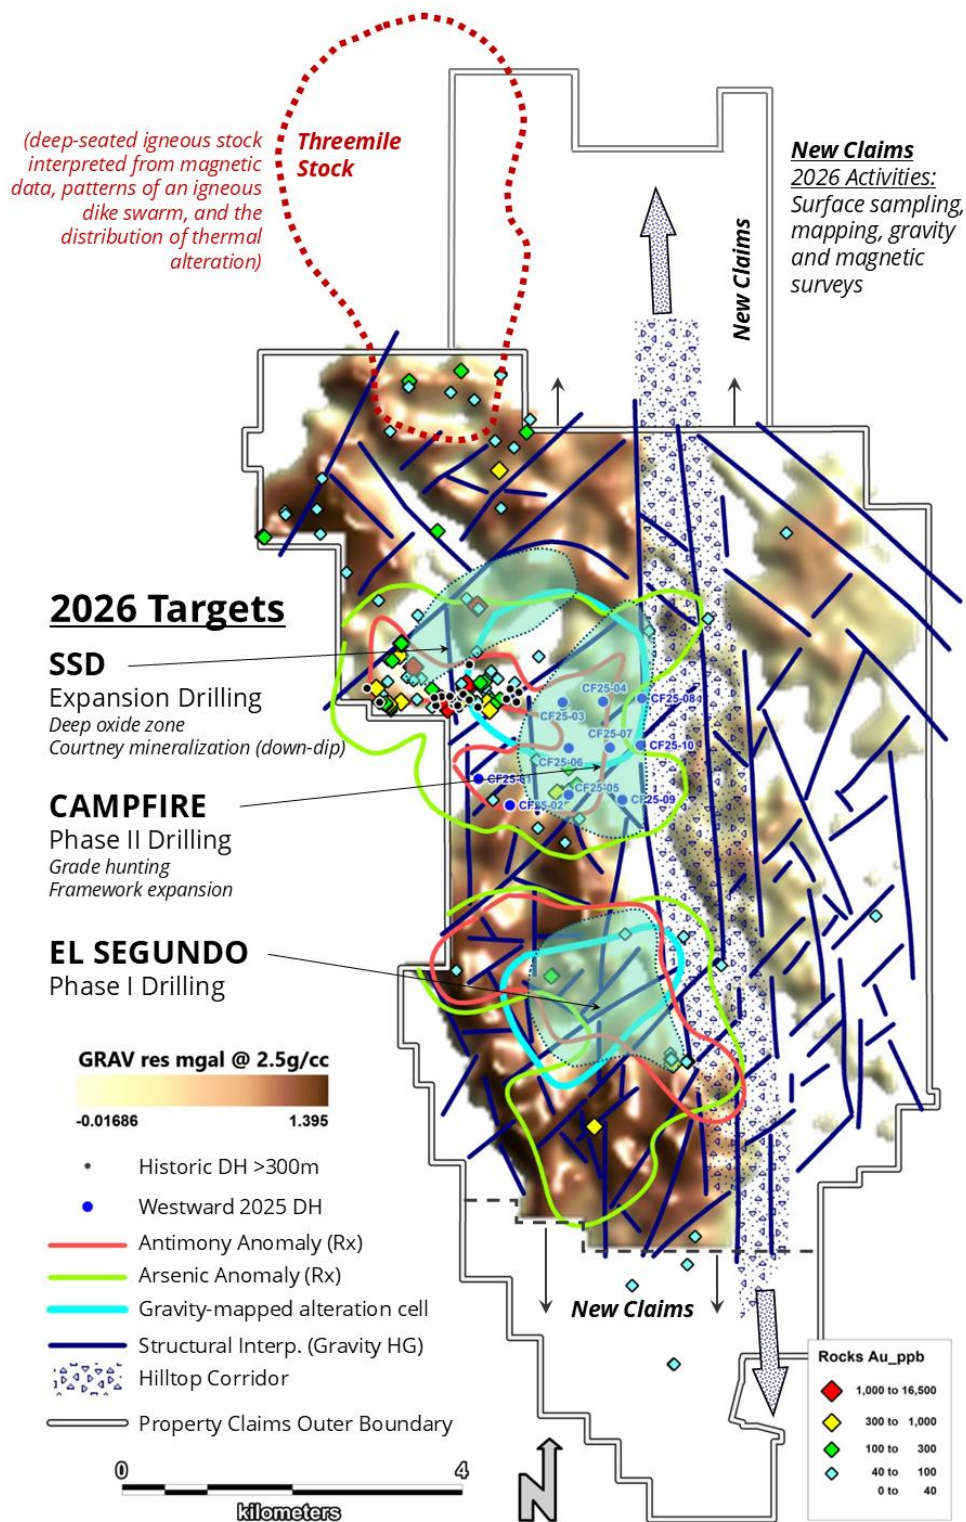 (deep-seated igneous stock
interpreted from magnetic
data, patterns of an igneous
dike swarm, and the
distribution of thermal
alteration)
Threemile
Stock
New Claims
2026 Activities:
Surface sampling,
mapping, gravity
and magnetic
surveys
New Claims
2026 Targets
SSD
Expansion Drilling
Deep oxide zone
Courtney mineralization (down-dip)
CAMPFIRE
Phase II Drilling
Grade hunting
Framework expansion
EL SEGUNDO
Phase I Drilling
CF25-04
CF25-08
CF25-03
CF25-07
CF25-10
CF25-06
CF25-01
CF25-05
CF25-02
CF25-09
GRAV res mgal @ 2.5g/cc
-0.01686 1.395
Historic DH >300m
Westward 2025 DH
Antimony Anomaly (Rx)
Arsenic Anomaly (Rx)
Gravity-mapped alteration cell
Structural Interp. (Gravity HG)
Hilltop Corridor
Property Claims Outer Boundary
0 4
kilometers
N
New Claims
Rocks Au_ppb
1,000 to 16,500
300 to 1,000
100 to 300
40 to 100
0 to 40